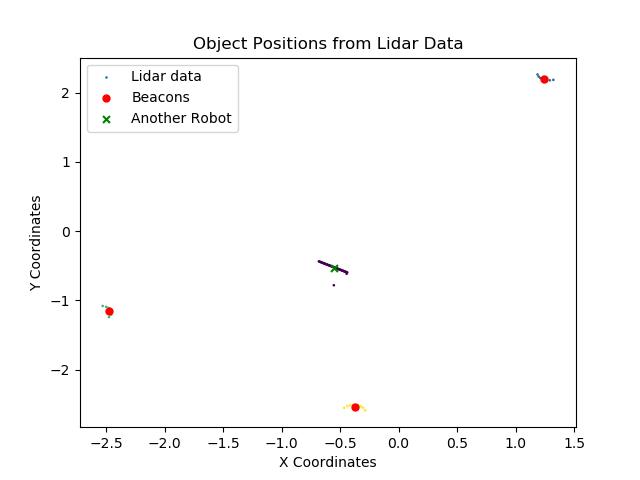 Object Positions from Lidar Data
Lidar data
Beacons
Another Robot
Y Coordinates
2
1
0
−1
−2
−2.5 −2.0 −1.5 −1.0 −0.5 0.0 0.5 1.0 1.5
X Coordinates